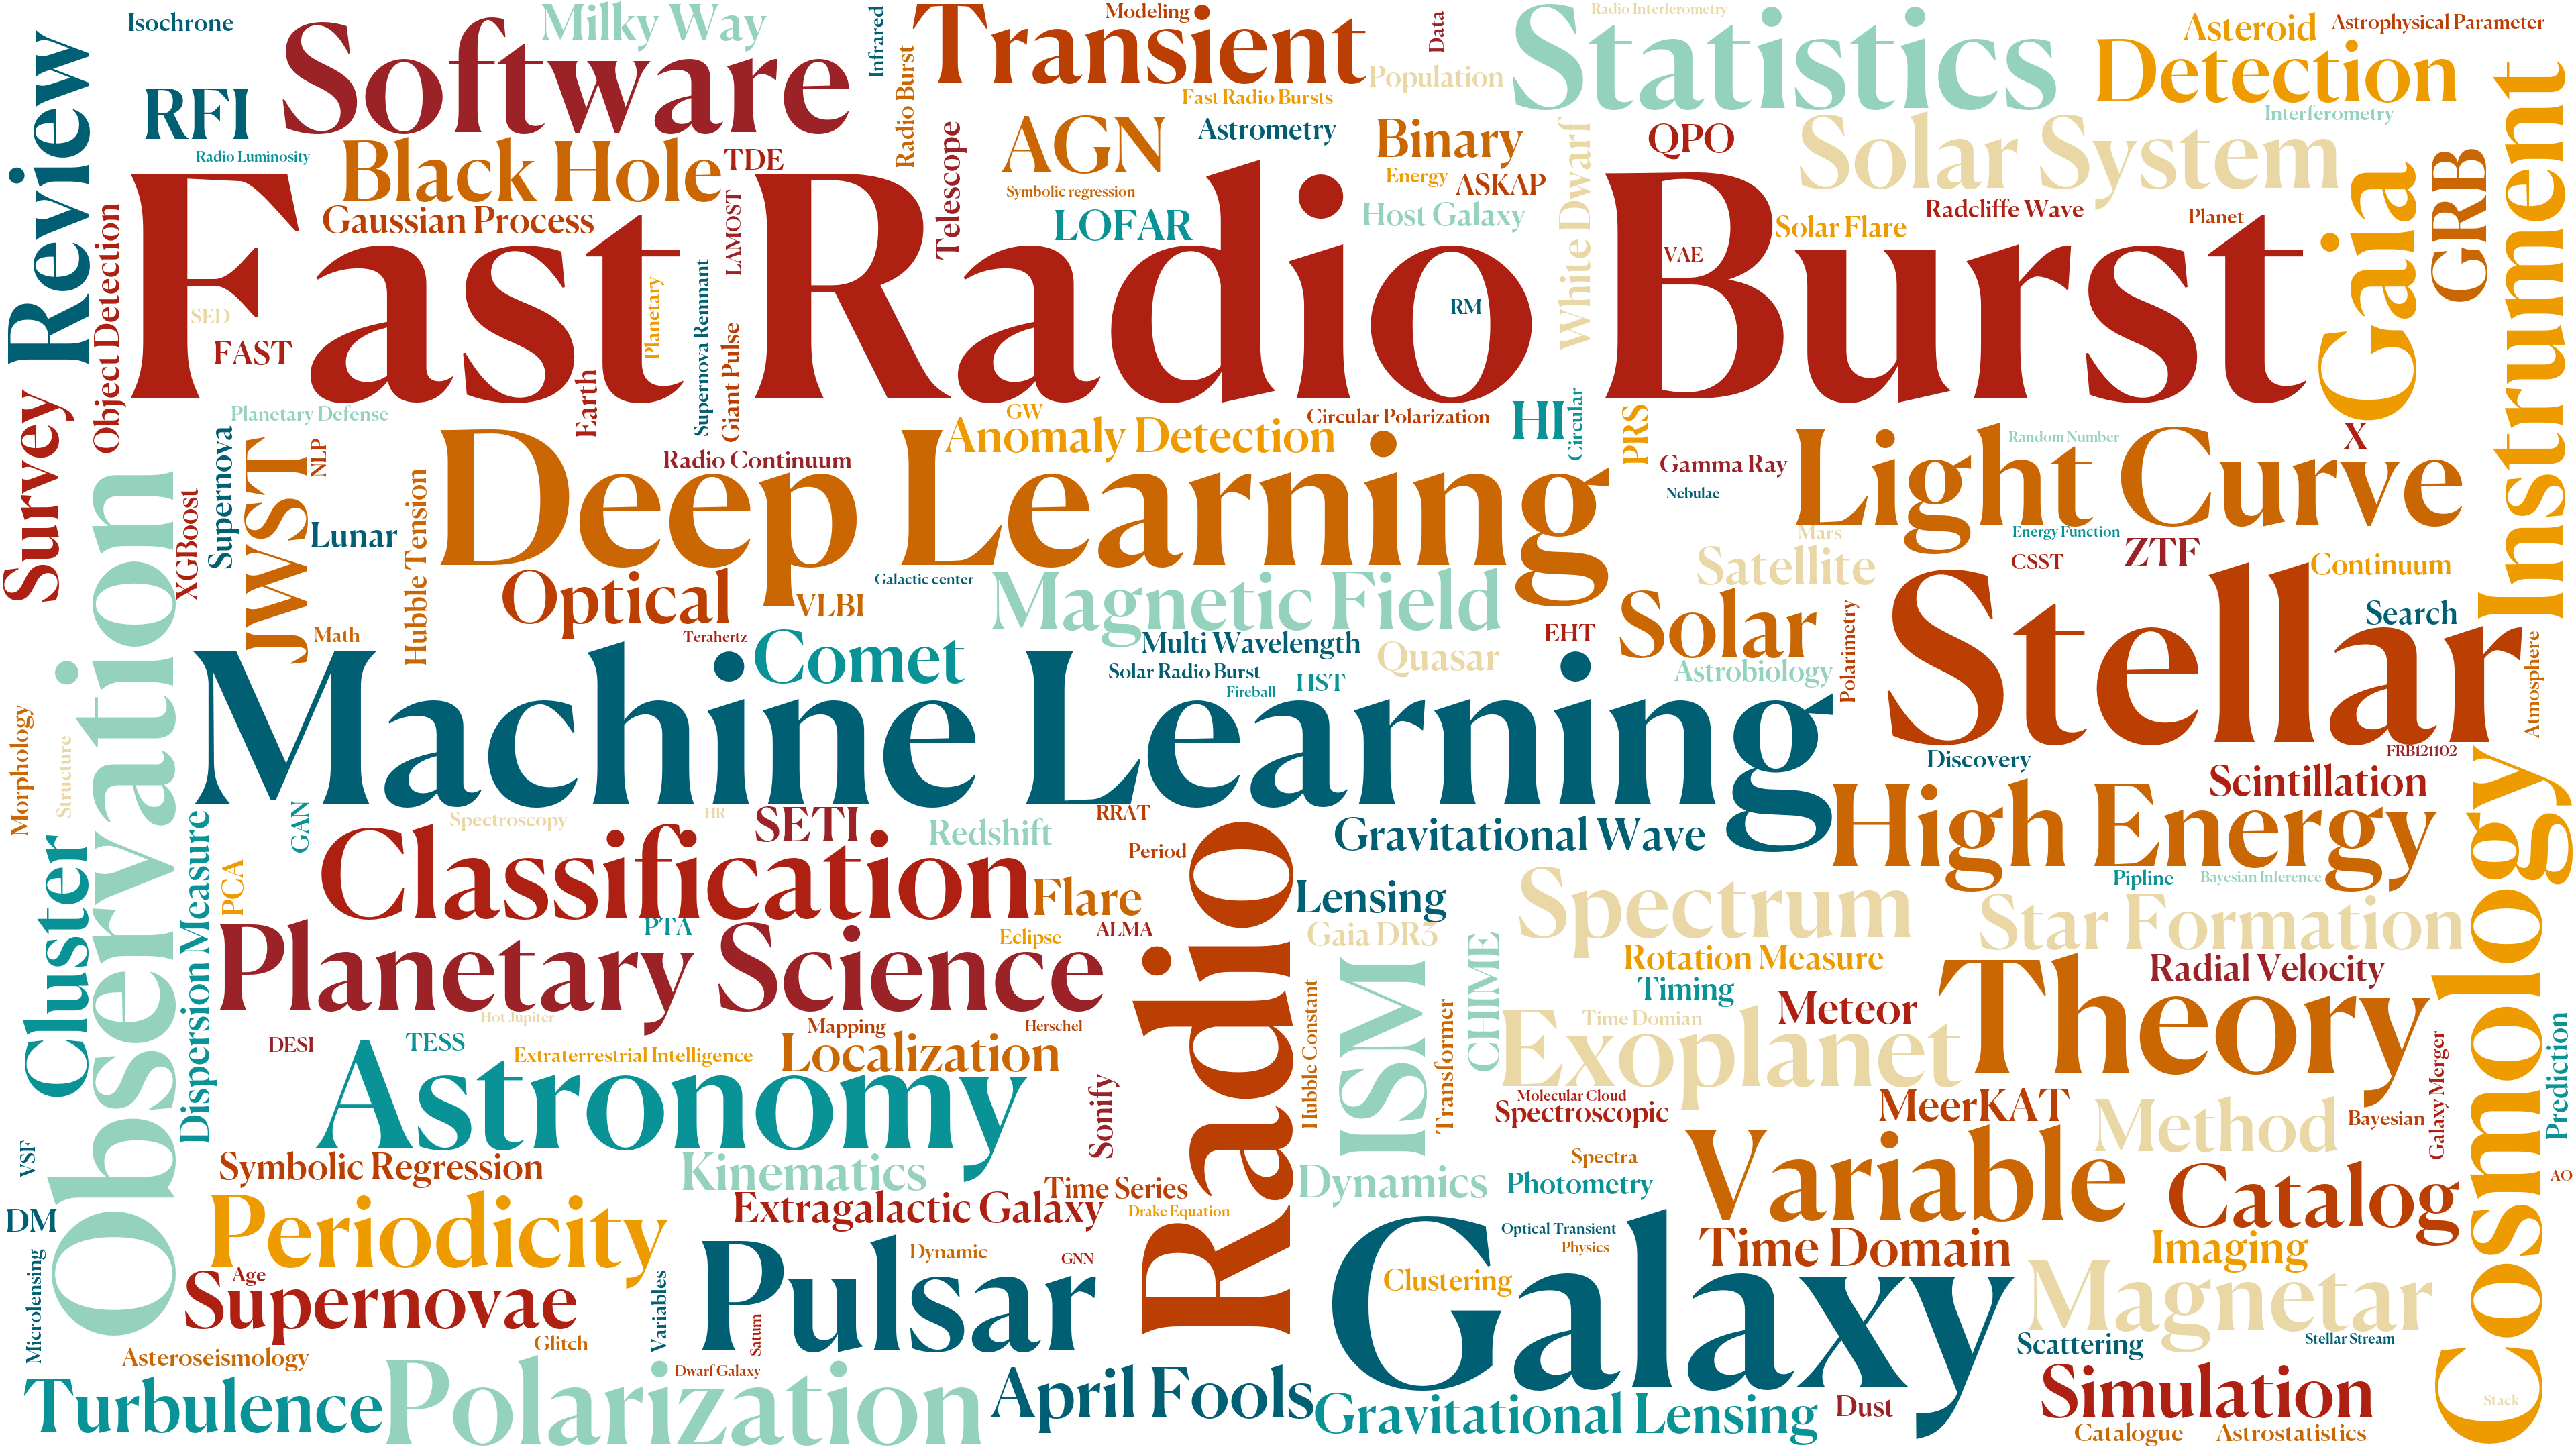 Isochrone
Milky Way
Infrared
Transient
Modeling
Data
Radio Interferometry
Statistics
Asteroid
Astrophysical Parameter
Software
Radio Burst
Population
Fast Radio Bursts
Detection
Interferometry
Review
RFI
Radio Luminosity
Black Hole
TDE
Telescope
AGN
Astrometry
Symbolic regression
Binary
Energy
ASKAP
White Dwarf
QPO
Solar System
Gaia
GRB
Instrument
Object Detection
Gaussian Process
LAMOST
LOFAR
Host Galaxy
Solar Flare
Radcliffe Wave
Planet
Fast Radio Burst
VAE
RM
SED
FAST
Planetary
Supernova Remnant
Giant Pulse
Earth
Survey
Planetary Defense
GW
Circular Polarization
HI
Circular
PRS
X
Supernova
JWST
NLP
Hubble Tension
Radio Continuum
Anomaly Detection
Deep Learning
Gamma Ray
Nebulae
Light Curve
Random Number
Energy Function
Mars
CSST
ZTF
Continuum
Observation
XGBoost
Lunar
Math
Optical
VLBI
Galactic center
Magnetic Field
Satellite
Solar
Stellar
Search
Terahertz
Comet
Multi Wavelength
Quasar
EHT
Astrobiology
Polarimetry
Atmosphere
Solar Radio Burst
Fireball
HST
Machine Learning
Morphology
Structure
Discovery
FRB121102
Scintillation
Cosmology
GAN
Spectroscopy
HR
SETI
Redshift
RRAT
Period
Gravitational Wave
High Energy
Cluster
Dispersion Measure
PCA
Classification
Flare
Radio
Lensing
Pipline
Bayesian Inference
PTA
Eclipse
ALMA
Gaia DR3
Spectrum
Star Formation
Planetary Science
CHIME
Rotation Measure
Radial Velocity
Timing
Meteor
Theory
ISM
Hubble Constant
Transformer
Time Domian
Exoplanet
Hot Jupiter
Mapping
Herschel
DESI
TESS
Extraterrestrial Intelligence
Localization
Astronomy
Sonify
Molecular Cloud
Spectroscopic
MeerKAT
Method
Bayesian
Galaxy Merger
Prediction
VSF
Symbolic Regression
Kinematics
Time Series
Dynamics
Spectra
Photometry
Variable
Catalog
AO
DM
Periodicity
Extragalactic Galaxy
Drake Equation
Optical Transient
Physics
Time Domain
Imaging
Microlensing
Age
Supernovae
Variables
Dynamic
GNN
Pulsar
Saturn
Clustering
Galaxy
Magnetar
Glitch
Asteroseismology
Dwarf Galaxy
Scattering
Stellar Stream
Turbulence
Polarization
April Fools
Gravitational Lensing
Dust
Simulation
Stack
Catalogue
Astrostatistics